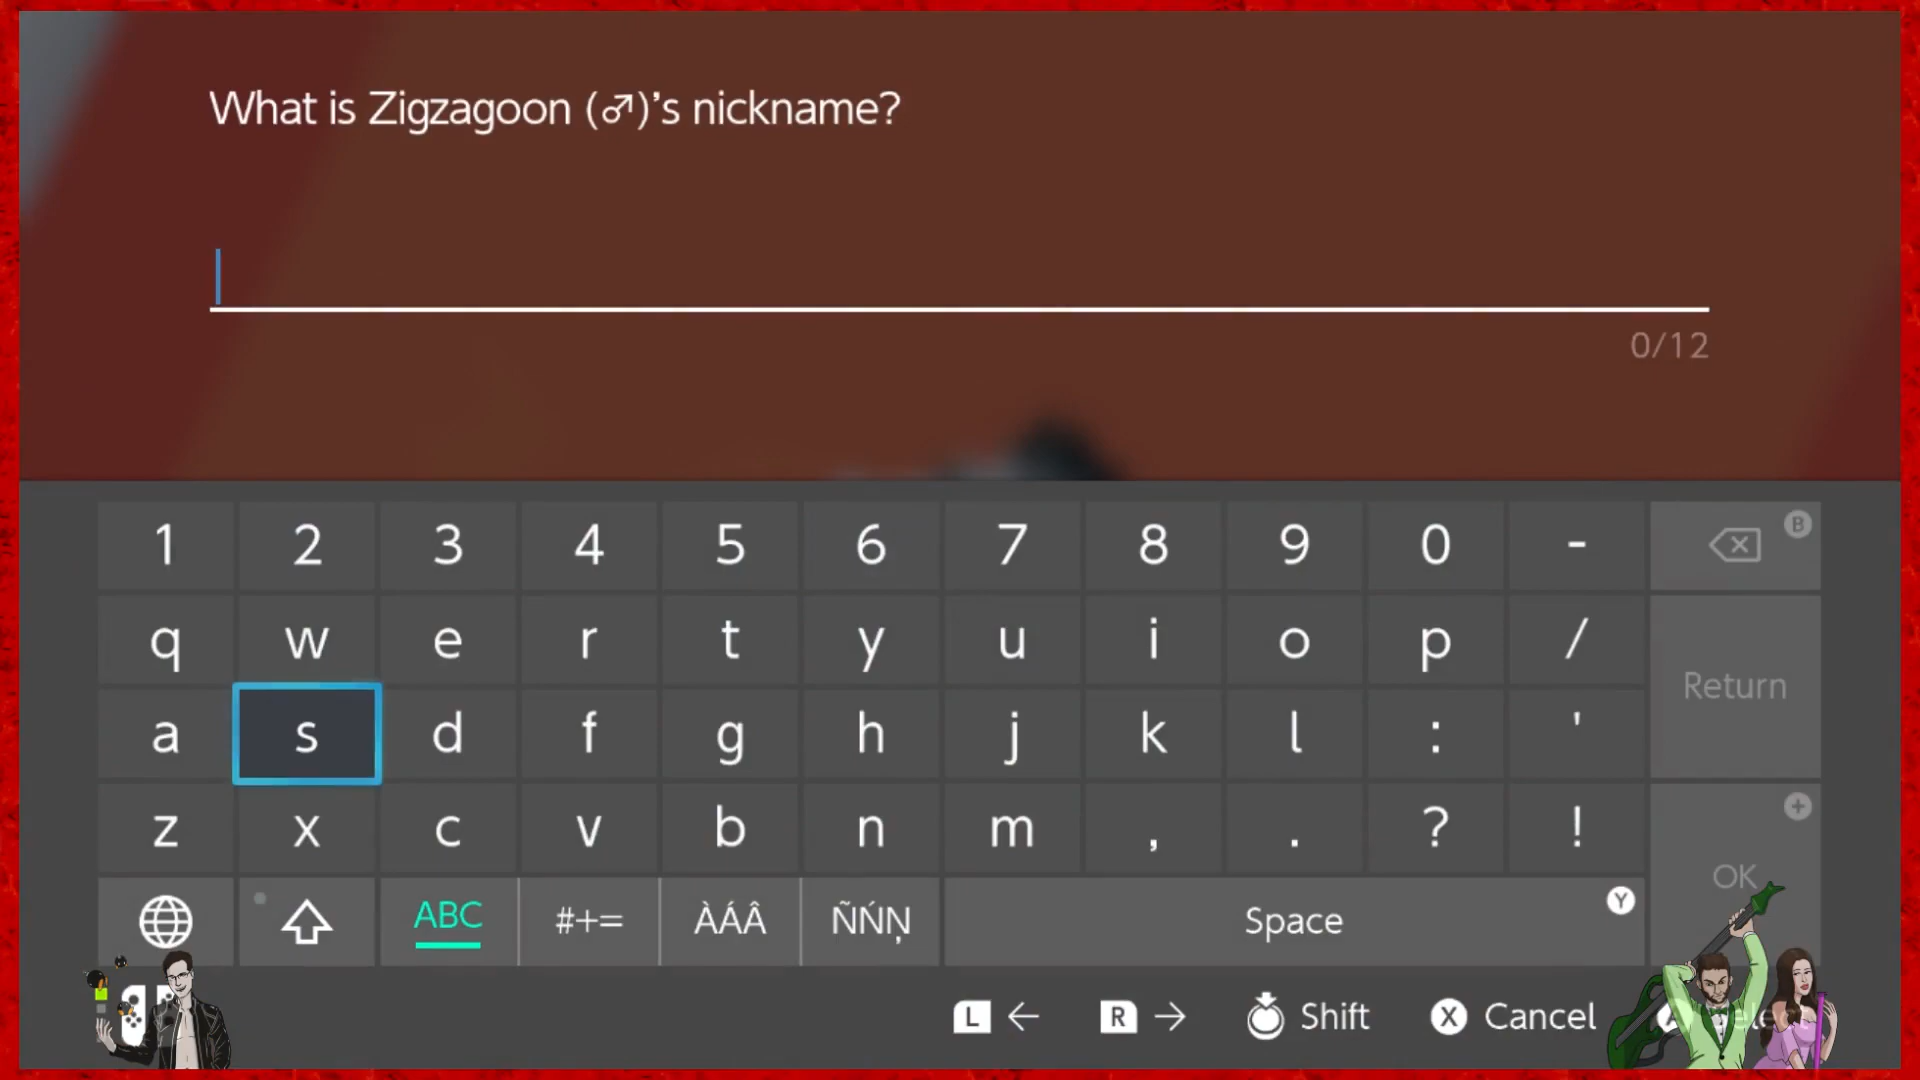 What is Zigzagoon (♂)'s nickname?
0/12
1 2 3 4 5 6 7 8 9 0 - B
q w e r t y u i o p / Return
a s d f g h j k l : '
z x c v b n m , . ? ! +
ABC #+= ÀÁÂ ÑŃŅ Space Y OK
L ← R → Shift X Cancel